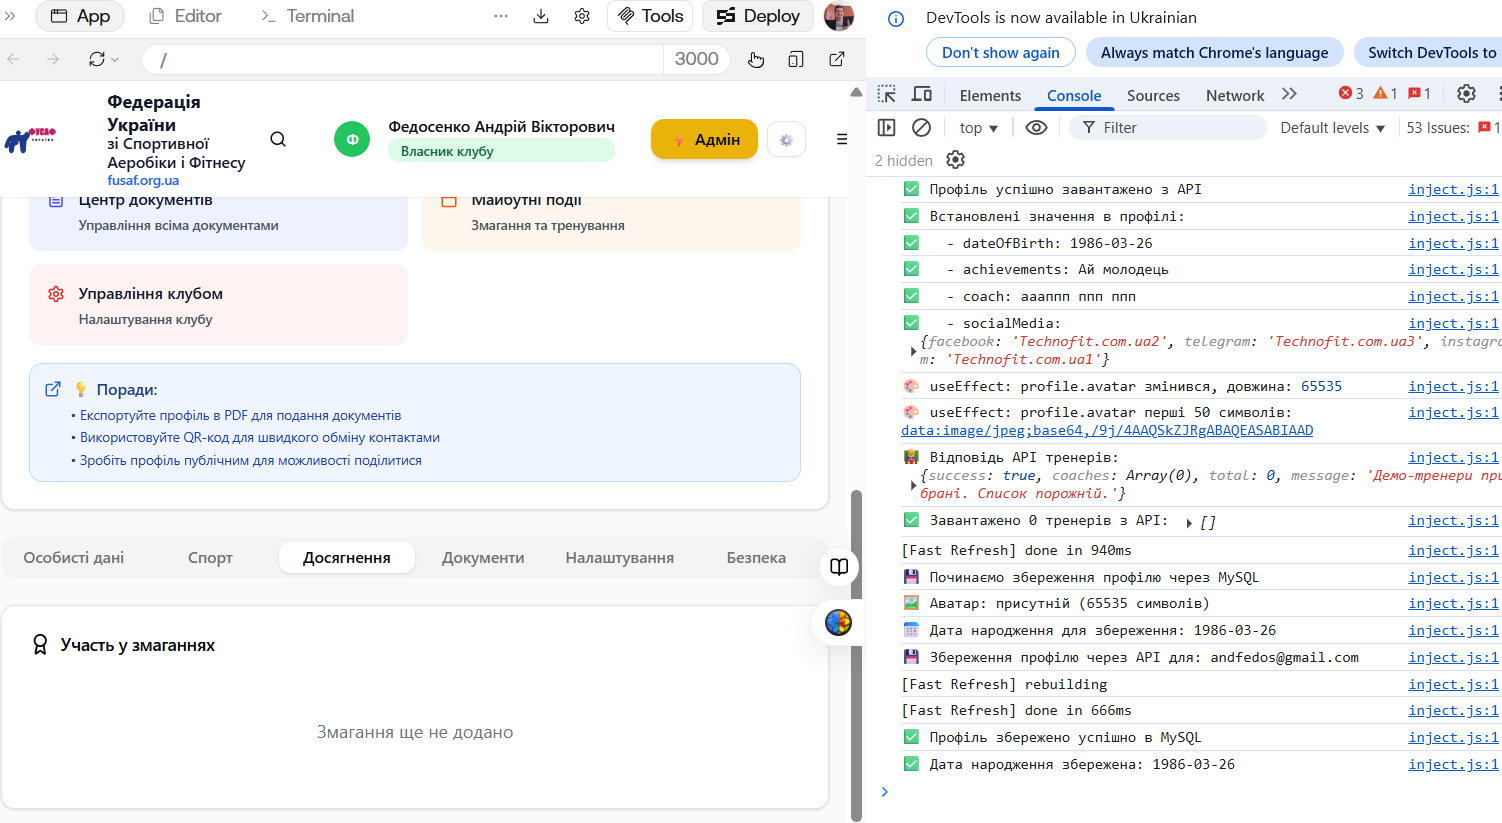 App
Editor
Terminal
Tools
Deploy
/
3000
Федерація
України
зі Спортивної
Аеробіки і Фітнесу
fusaf.org.ua
ФУСАФ
Ф
Федосенко Андрій Вікторович
Власник клубу
Адмін
Центр документів
Управління всіма документами
Майбутні події
Змагання та тренування
Управління клубом
Налаштування клубу
💡 Поради:
• Експортуйте профіль в PDF для подання документів
• Використовуйте QR-код для швидкого обміну контактами
• Зробіть профіль публічним для можливості поділитися
Особисті дані
Спорт
Досягнення
Документи
Налаштування
Безпека
Участь у змаганнях
Змагання ще не додано
DevTools is now available in Ukrainian
Don't show again
Always match Chrome's language
Switch DevTools to
Elements
Console
Sources
Network
3
1
1
top
Filter
Default levels
53 Issues:
1
2 hidden
✅ Профіль успішно завантажено з API inject.js:1
✅ Встановлені значення в профілі: inject.js:1
✅ - dateOfBirth: 1986-03-26 inject.js:1
✅ - achievements: Ай молодець inject.js:1
✅ - coach: аааппп ппп ппп inject.js:1
✅ - socialMedia: inject.js:1
{facebook: 'Technofit.com.ua2', telegram: 'Technofit.com.ua3', instagra
m: 'Technofit.com.ua1'}
🎨 useEffect: profile.avatar змінився, довжина: 65535 inject.js:1
🎨 useEffect: profile.avatar перші 50 символів: inject.js:1
data:image/jpeg;base64,/9j/4AAQSkZJRgABAQEASABIAAD
Відповідь API тренерів: inject.js:1
{success: true, coaches: Array(0), total: 0, message: 'Демо-тренери при
брані. Список порожній.'}
✅ Завантажено 0 тренерів з API: ▸ [] inject.js:1
[Fast Refresh] done in 940ms inject.js:1
💾 Починаємо збереження профілю через MySQL inject.js:1
🖼️ Аватар: присутній (65535 символів) inject.js:1
📅 Дата народження для збереження: 1986-03-26 inject.js:1
💾 Збереження профілю через API для: andfedos@gmail.com inject.js:1
[Fast Refresh] rebuilding inject.js:1
[Fast Refresh] done in 666ms inject.js:1
✅ Профіль збережено успішно в MySQL inject.js:1
✅ Дата народження збережена: 1986-03-26 inject.js:1